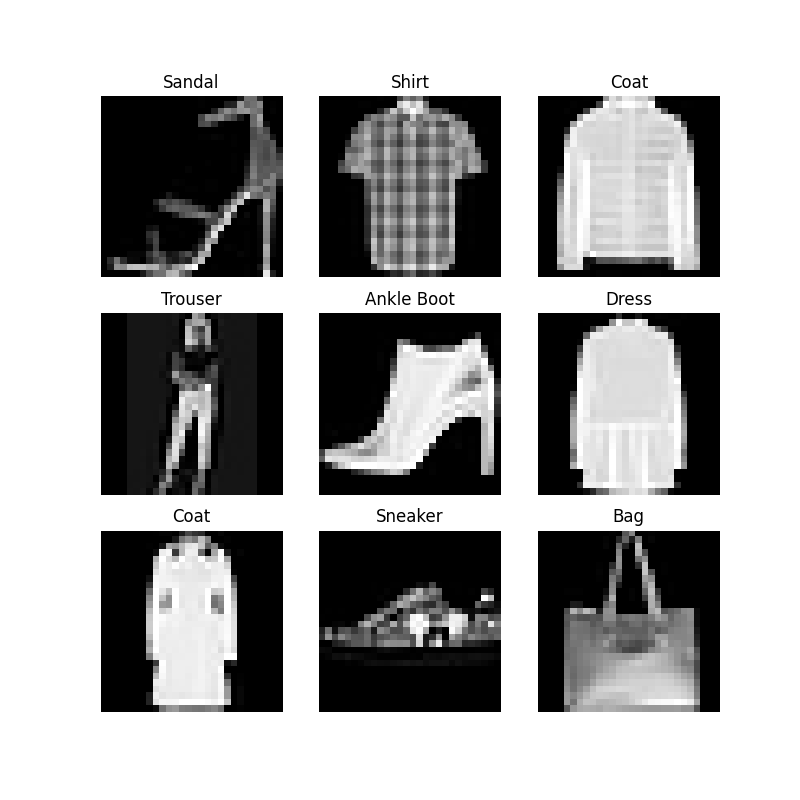 Sandal
Shirt
Coat
Trouser
Ankle Boot
Dress
Coat
Sneaker
Bag